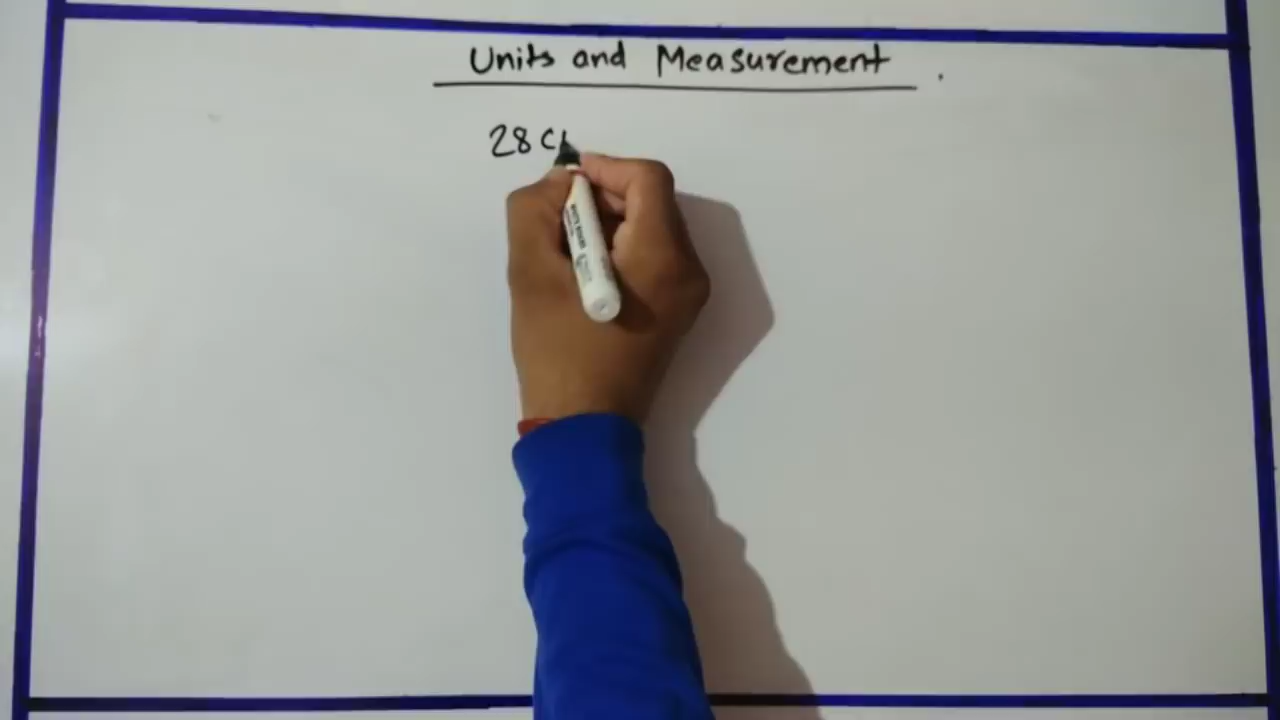 Units and Measurement .
28 c